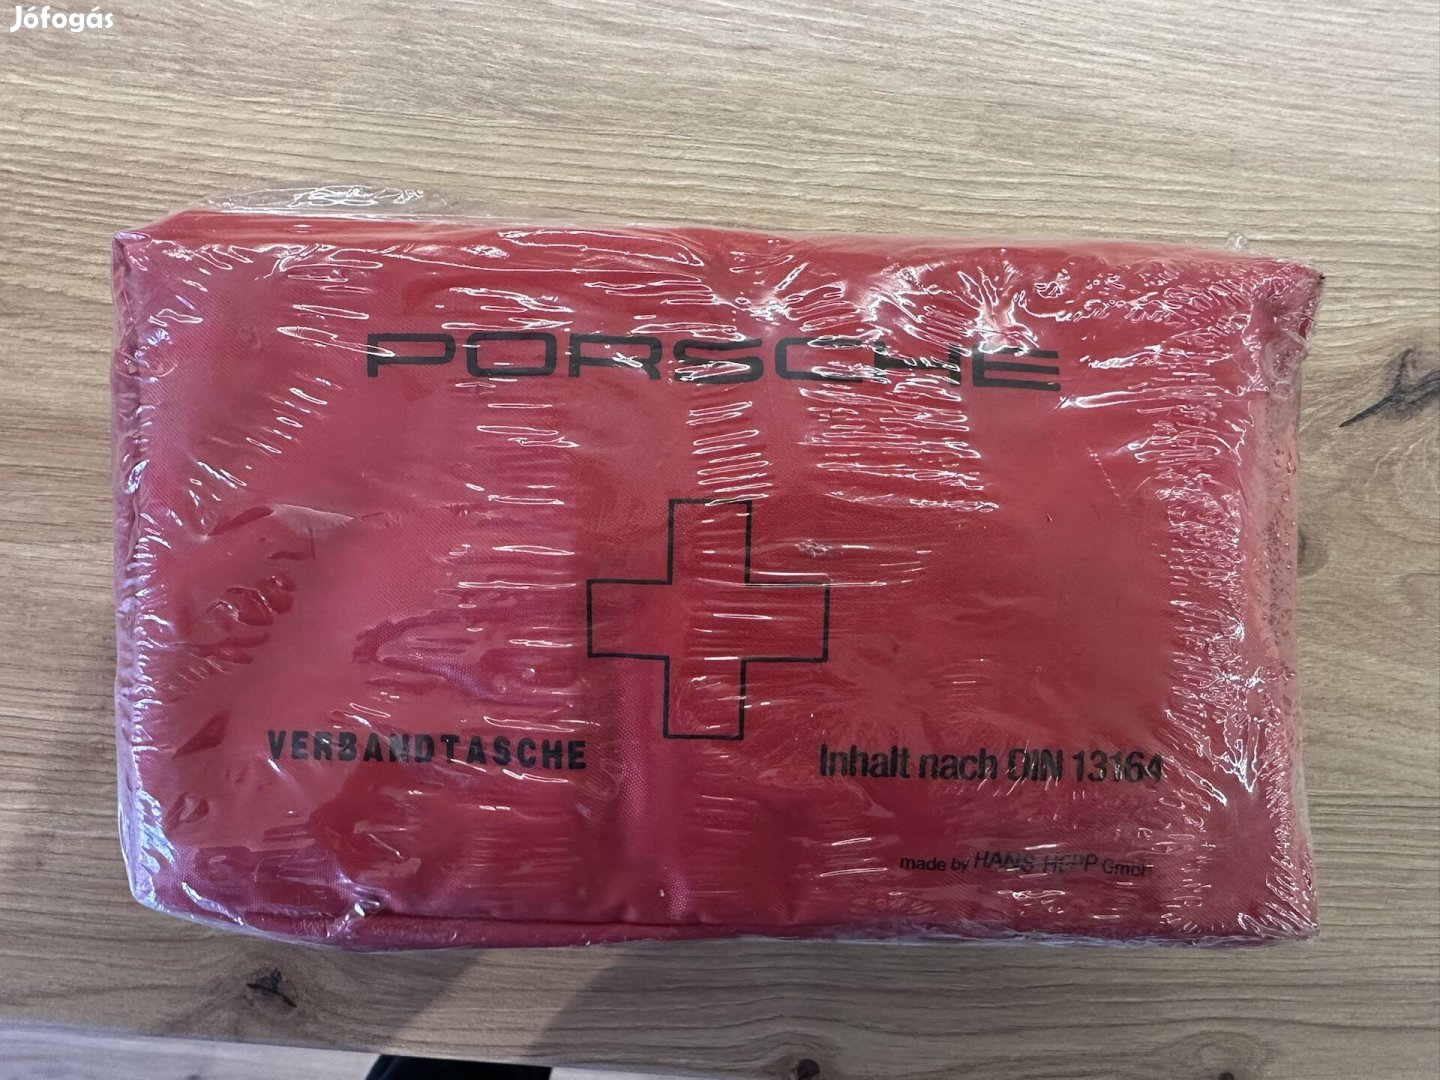 Jófogás
PORSCHE
VERBANDTASCHE
Inhalt nach DIN 13164
made by HANS HEPP GmbH